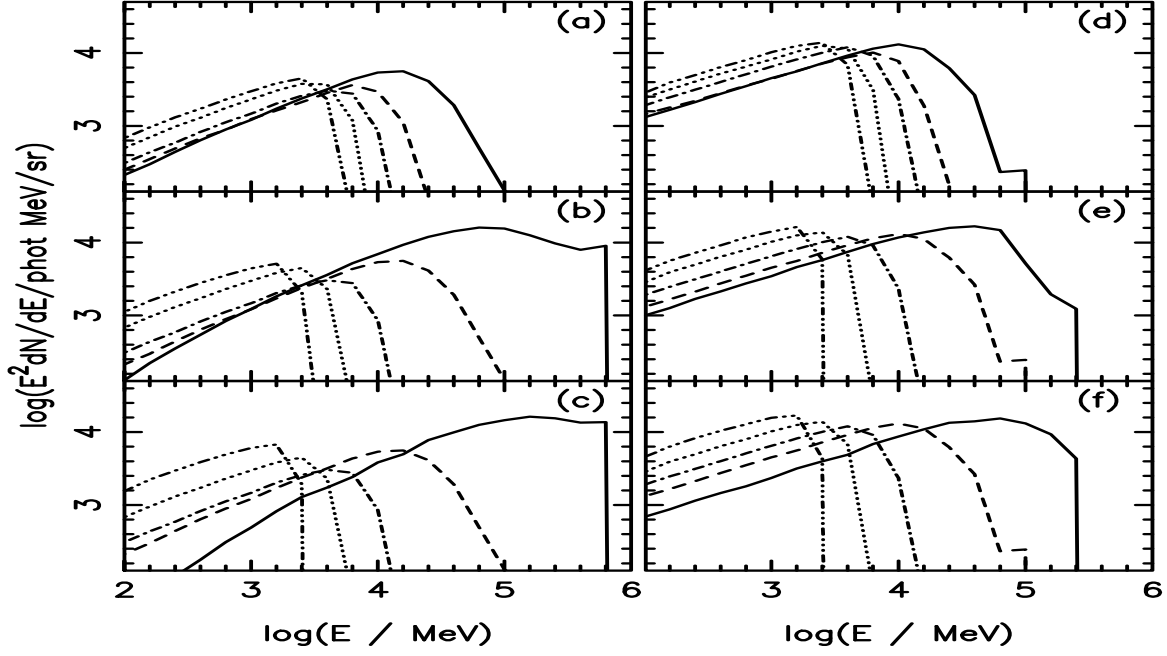 (a)
(d)
4
3
(b)
(e)
4
3
(c)
(f)
4
3
log(E²dN/dE/phot MeV/sr)
2 3 4 5 6 3 4 5 6
log(E / MeV) log(E / MeV)